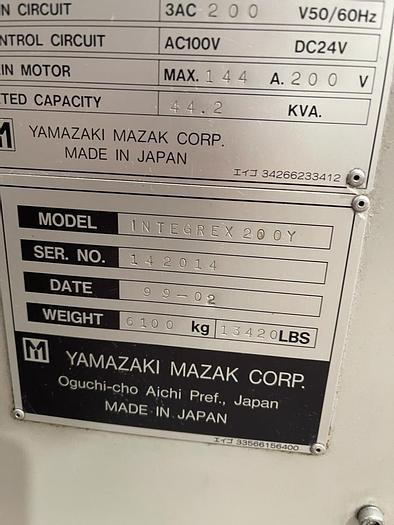 N CIRCUIT 3AC 200 V50/60Hz
NTROL CIRCUIT AC100V DC24V
IN MOTOR MAX. 144 A. 200 V
TED CAPACITY 44.2 KVA.
M YAMAZAKI MAZAK CORP.
MADE IN JAPAN
エイゴ 34266233412
MODEL INTEGREX200Y
SER. NO. 142014
DATE 99-02
WEIGHT 6100 kg 13420 LBS
M YAMAZAKI MAZAK CORP.
Oguchi-cho Aichi Pref., Japan
MADE IN JAPAN
エイゴ 33566156400